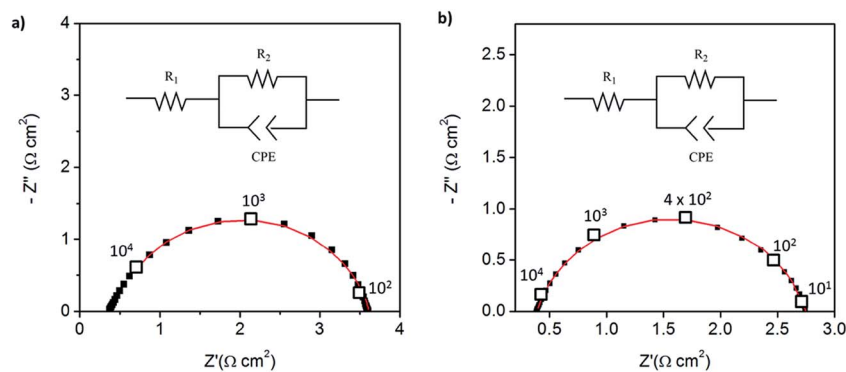 a)
4
3
2
1
0
- Z'' (Ω cm²)
R₁
R₂
CPE
10⁴
10³
10²
0 1 2 3 4
Z'(Ω cm²)
b)
2.5
2.0
1.5
1.0
0.5
0.0
- Z'' (Ω cm²)
R₁
R₂
CPE
10⁴
10³
4 x 10²
10²
10¹
0.5 1.0 1.5 2.0 2.5 3.0
Z'(Ω cm²)